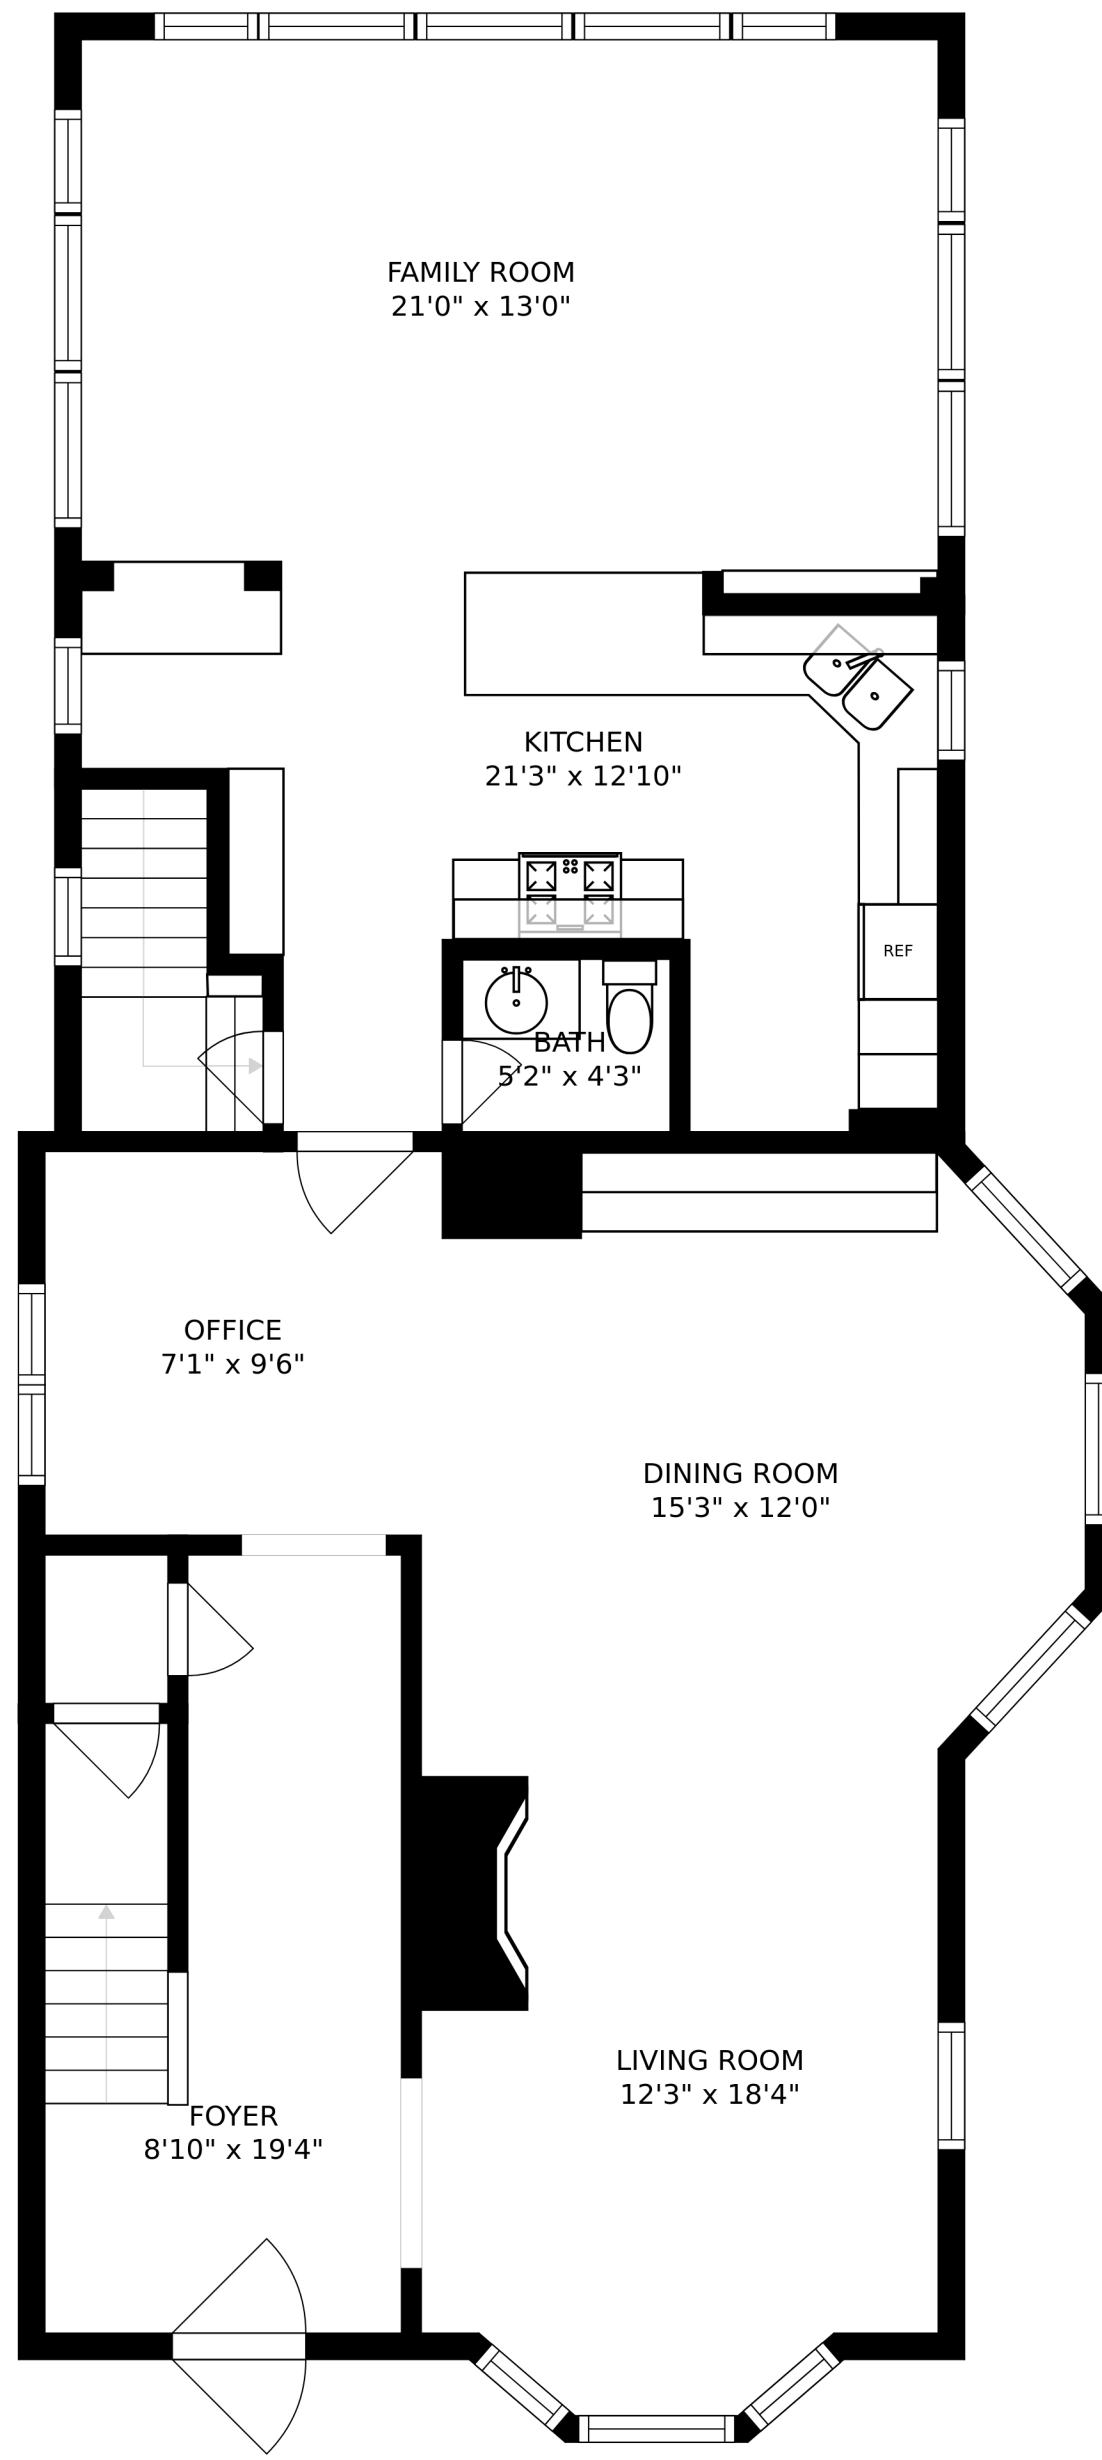 FAMILY ROOM
21'0" x 13'0"
KITCHEN
21'3" x 12'10"
REF
BATH
5'2" x 4'3"
OFFICE
7'1" x 9'6"
DINING ROOM
15'3" x 12'0"
LIVING ROOM
12'3" x 18'4"
FOYER
8'10" x 19'4"